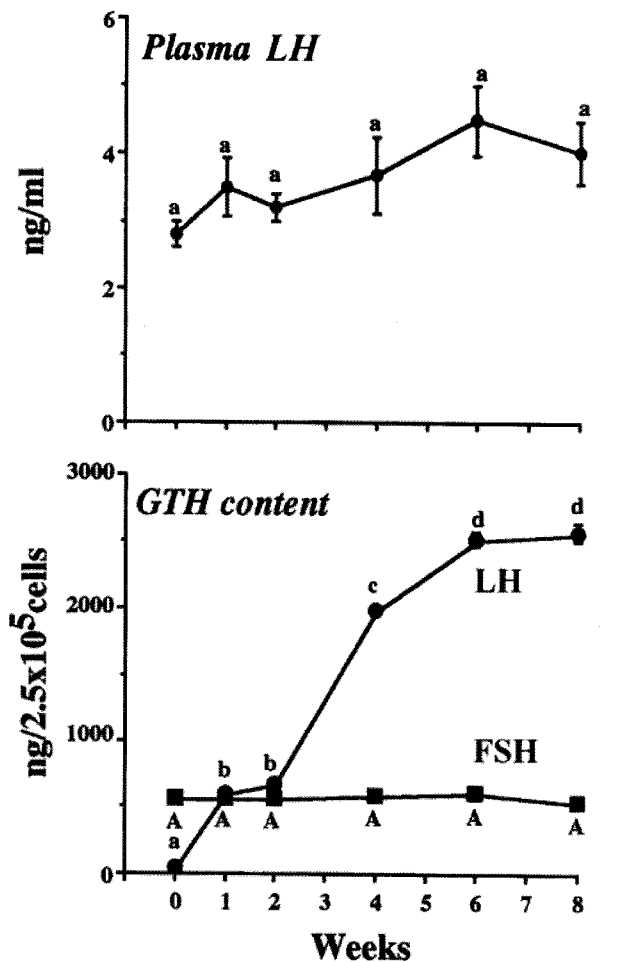 6
Plasma LH
a
a
a
a
a
a
4
ng/ml
2
0
3000
GTH content
d
d
LH
c
2000
ng/2.5x10⁵cells
1000
FSH
b
b
A
A
A
A
A
A
a
0
0 1 2 3 4 5 6 7 8
Weeks